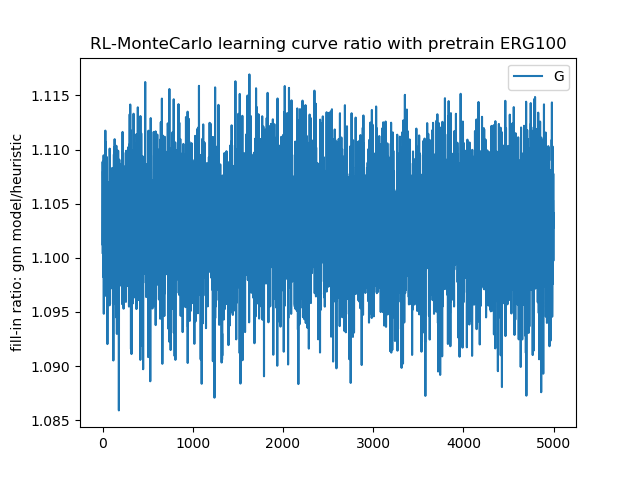 RL-MonteCarlo learning curve ratio with pretrain ERG100
G
fill-in ratio: gnn model/heuristic
1.115
1.110
1.105
1.100
1.095
1.090
1.085
0 1000 2000 3000 4000 5000